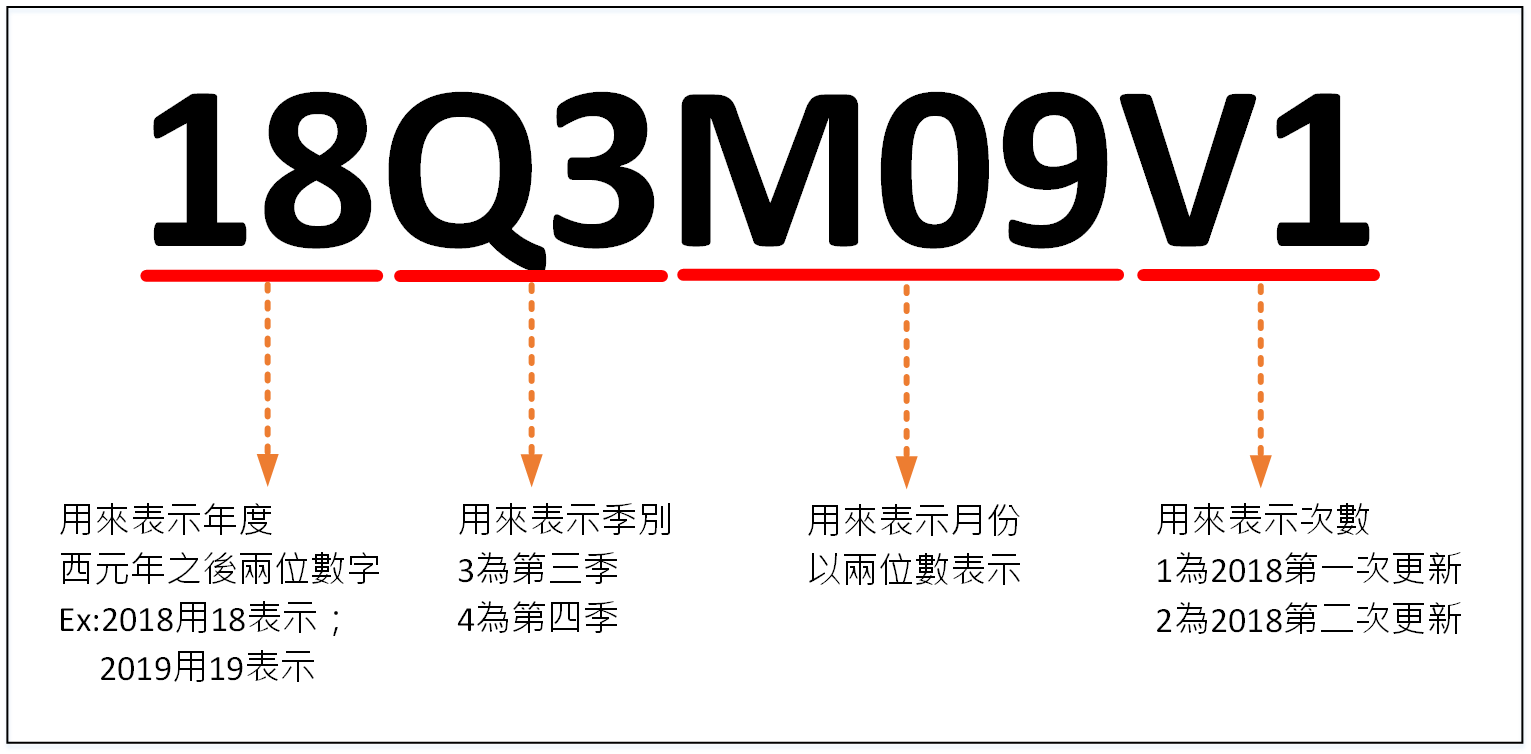 18Q3M09V1
用來表示年度
西元年之後兩位數字
Ex:2018用18表示；
2019用19表示
用來表示季別
3為第三季
4為第四季
用來表示月份
以兩位數表示
用來表示次數
1為2018第一次更新
2為2018第二次更新